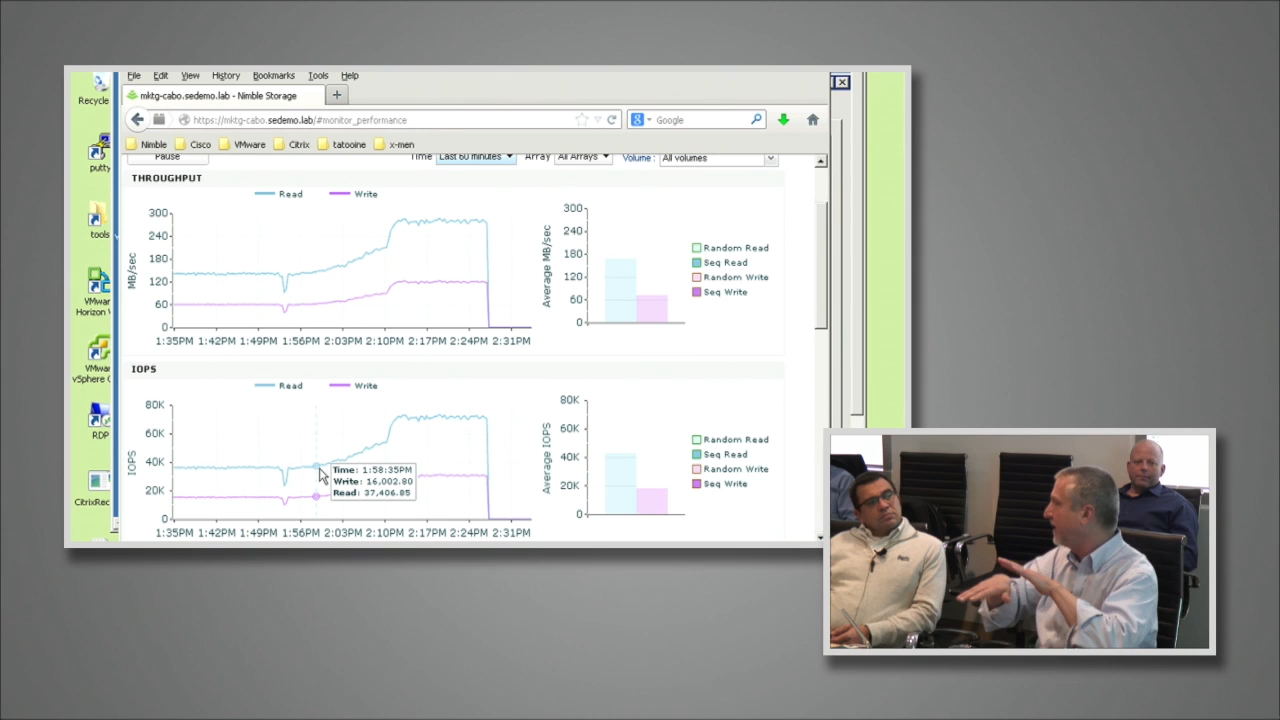 File Edit View History Bookmarks Tools Help
Recycle
mktg-cabo.sedemo.lab - Nimble Storage
https://mktg-cabo.sedemo.lab/#monitor_performance
Google
Nimble Cisco VMware Citrix tatooine x-men
putty
Pause Time Last 60 minutes Array All Arrays Volume: All volumes
THROUGHPUT
Read Write
300
240
180
120
60
0
MB/sec
1:35PM 1:42PM 1:49PM 1:56PM 2:03PM 2:10PM 2:17PM 2:24PM 2:31PM
300
240
180
120
60
0
Average MB/sec
Random Read
Seq Read
Random Write
Seq Write
tools
VMware
Horizon
VMwa
vSphere
RDP
CitrixRec
IOPS
Read Write
80K
60K
40K
20K
0
IOPS
Time: 1:58:35PM
Write: 16,002.80
Read: 37,406.85
1:35PM 1:42PM 1:49PM 1:56PM 2:03PM 2:10PM 2:17PM 2:24PM 2:31PM
80K
60K
40K
20K
0
Average IOPS
Random Read
Seq Read
Random Write
Seq Write